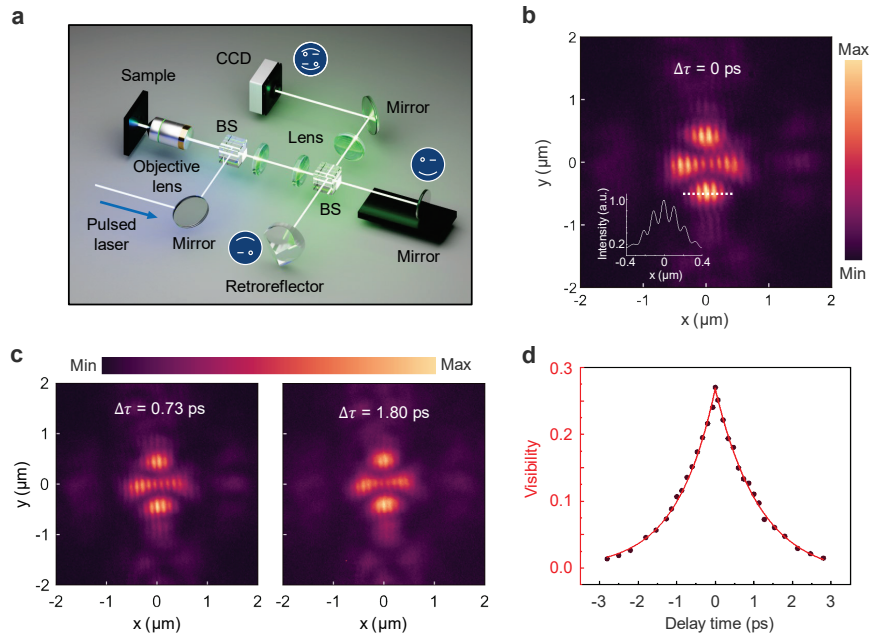 a
Sample
CCD
Mirror
BS
Lens
Objective
lens
BS
Pulsed
laser
Mirror
Mirror
Retroreflector
b
Δτ = 0 ps
2
1
0
-1
-2
y (µm)
-2
-1
0
1
2
x (µm)
Intensity (a.u.)
1.0
0.2
-0.4
0
0.4
x (µm)
Max
Min
c
Min
Max
Δτ = 0.73 ps
2
1
0
-1
-2
y (µm)
-2
-1
0
1
2
x (µm)
Δτ = 1.80 ps
-2
-1
0
1
2
x (µm)
d
0.3
0.2
0.1
0.0
Visibility
-3
-2
-1
0
1
2
3
Delay time (ps)